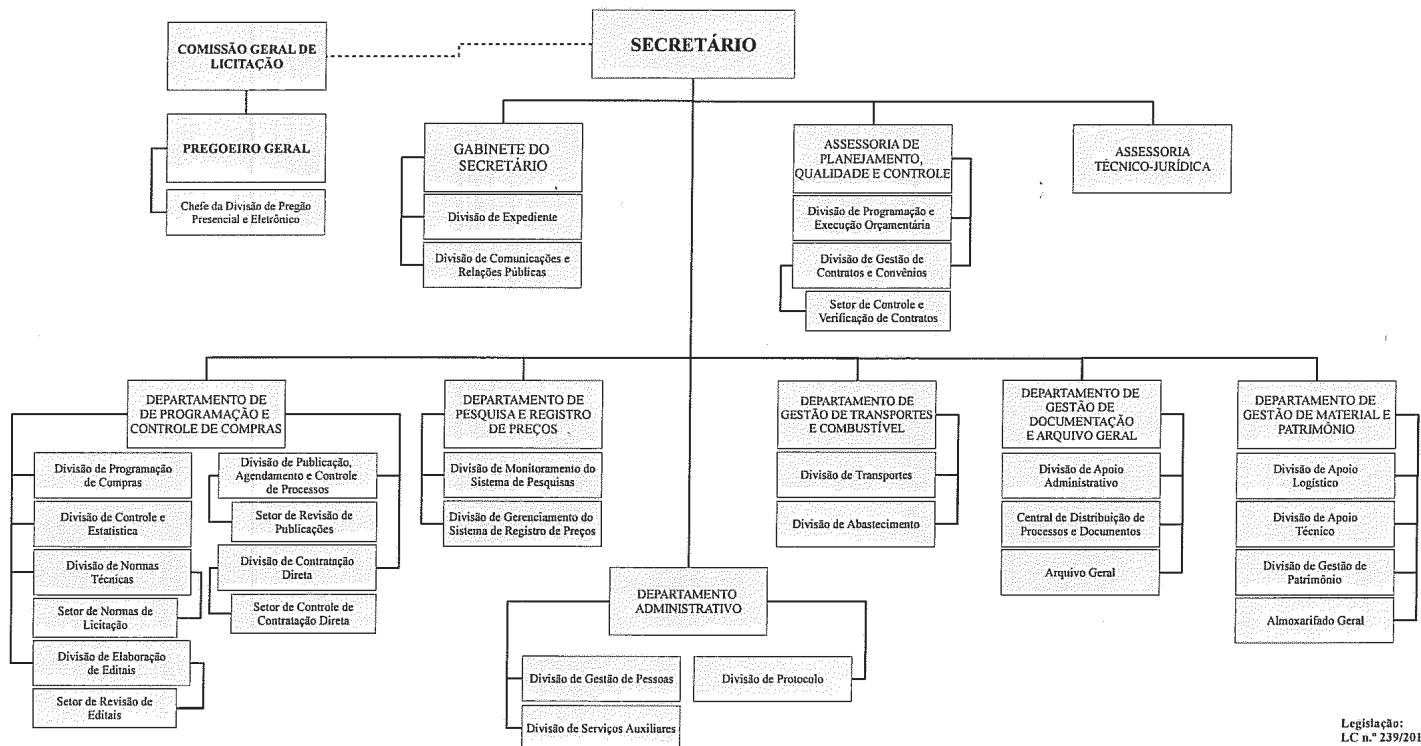 COMISSÃO GERAL DE
LICITAÇÃO
SECRETÁRIO
PREGOEIRO GERAL
Chefe da Divisão de Pregão
Presencial e Eletrônico
GABINETE DO
SECRETÁRIO
Divisão de Expediente
Divisão de Comunicações e
Relações Públicas
ASSESSORIA DE
PLANEJAMENTO,
QUALIDADE E CONTROLE
Divisão de Programação e
Execução Orçamentária
Divisão de Gestão de
Contratos e Convênios
Setor de Controle e
Verificação de Contratos
ASSESSORIA
TÉCNICO-JURÍDICA
DEPARTAMENTO DE
DE PROGRAMAÇÃO E
CONTROLE DE COMPRAS
Divisão de Programação
de Compras
Divisão de Controle e
Estatística
Divisão de Normas
Técnicas
Setor de Normas de
Licitação
Divisão de Elaboração
de Editais
Setor de Revisão de
Editais
Divisão de Publicação,
Agendamento e Controle
de Processos
Setor de Revisão de
Publicações
Divisão de Contratação
Direta
Setor de Controle de
Contratação Direta
DEPARTAMENTO DE
PESQUISA E REGISTRO
DE PREÇOS
Divisão de Monitoramento do
Sistema de Pesquisas
Divisão de Gerenciamento do
Sistema de Registro de Preços
DEPARTAMENTO
ADMINISTRATIVO
Divisão de Gestão de Pessoas
Divisão de Serviços Auxiliares
Divisão de Protocolo
DEPARTAMENTO DE
GESTÃO DE TRANSPORTES
E COMBUSTÍVEL
Divisão de Transportes
Divisão de Abastecimento
DEPARTAMENTO DE
GESTÃO DE
DOCUMENTAÇÃO
E ARQUIVO GERAL
Divisão de Apoio
Administrativo
Central de Distribuição de
Processos e Documentos
Arquivo Geral
DEPARTAMENTO DE
GESTÃO DE MATERIAL E
PATRIMÔNIO
Divisão de Apoio
Logístico
Divisão de Apoio
Técnico
Divisão de Gestão de
Patrimônio
Almoxarifado Geral
Legislação:
LC n.º 239/201